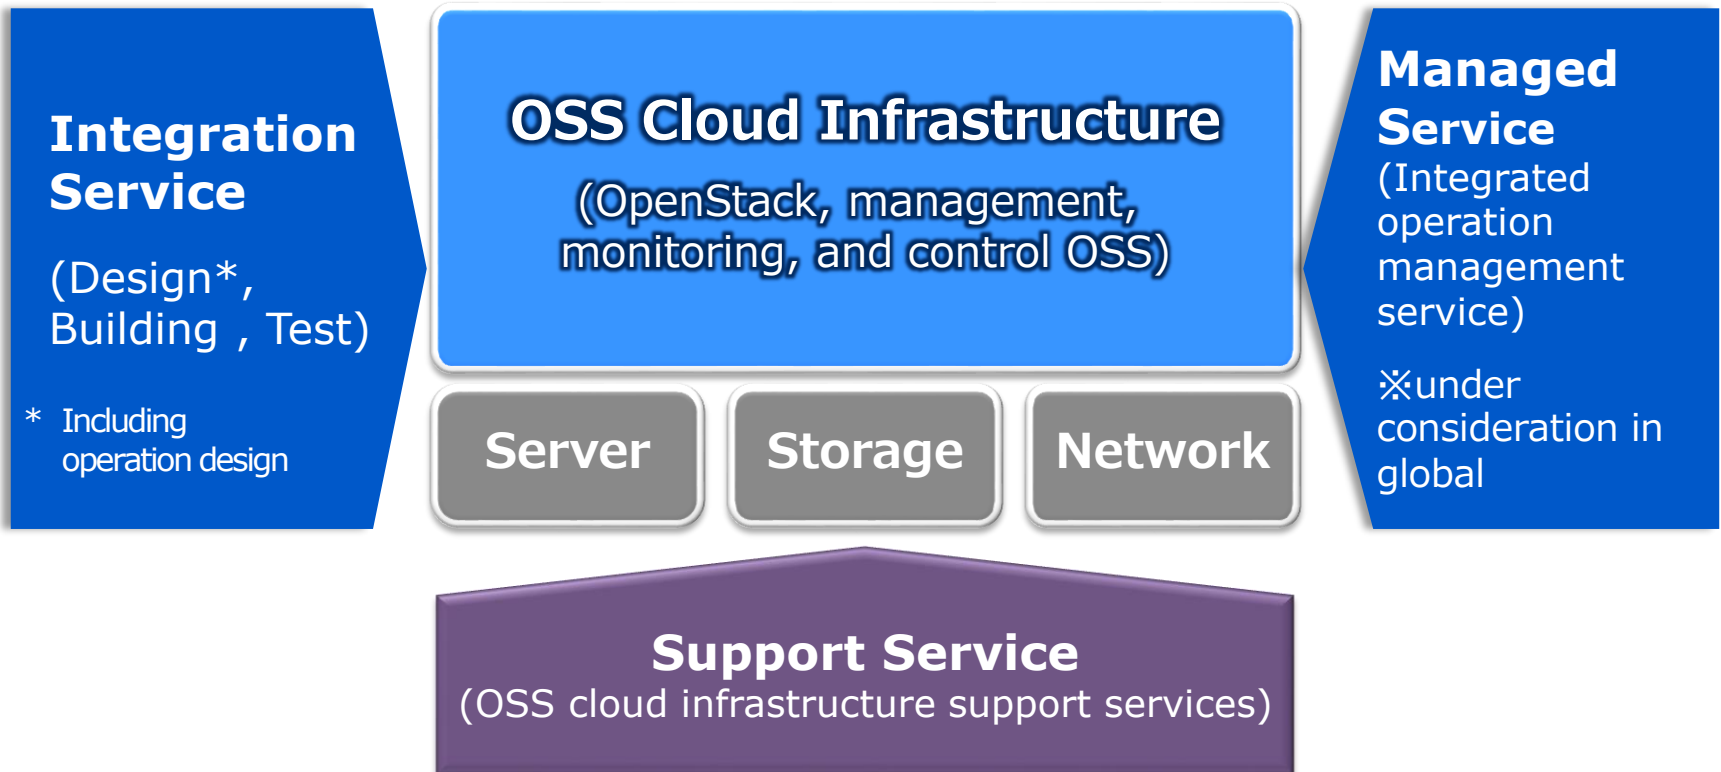 Integration
Service
(Design*,
Building , Test)
* Including
operation design
OSS Cloud Infrastructure
(OpenStack, management,
monitoring, and control OSS)
Server
Storage
Network
Managed
Service
(Integrated
operation
management
service)
※under
consideration in
global
Support Service
(OSS cloud infrastructure support services)